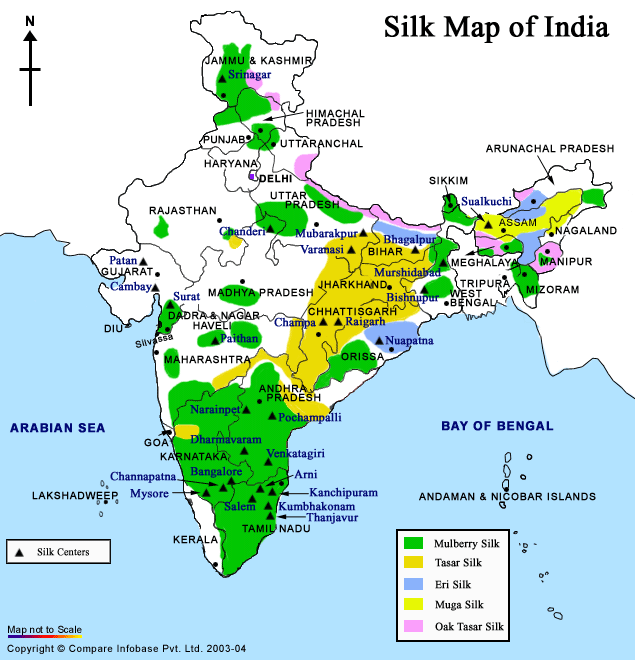 N
Silk Map of India
JAMMU & KASHMIR
Srinagar
HIMACHAL
PRADESH
PUNJAB
UTTARANCHAL
HARYANA
DELHI
ARUNACHAL PRADESH
SIKKIM
Sualkuchi
ASSAM
NAGALAND
RAJASTHAN
UTTAR
PRADESH
Chanderi
Mubarakpur
Varanasi
BIHAR
Bhagalpur
MEGHALAYA
MANIPUR
Patan
GUJARAT
Cambay
Murshidabad
JHARKHAND
TRIPURA
MIZORAM
Surat
MADHYA PRADESH
Bishnupur
WEST
BENGAL
DADRA & NAGAR
HAVELI
CHHATTISGARH
Champa
Raigarh
DIU
Silvassa
Paithan
Nuapatna
MAHARASHTRA
ORISSA
ANDHRA
PRADESH
Narainpet
Pochampalli
ARABIAN SEA
BAY OF BENGAL
GOA
Dharmavaram
KARNATAKA
Venkatagiri
Bangalore
Arni
Channapatna
Mysore
Kanchipuram
LAKSHADWEEP
ANDAMAN & NICOBAR ISLANDS
Salem
Kumbhakonam
Thanjavur
TAMIL NADU
KERALA
Silk Centers
Mulberry Silk
Tasar Silk
Eri Silk
Muga Silk
Oak Tasar Silk
Map not to Scale
Copyright © Compare Infobase Pvt. Ltd. 2003-04